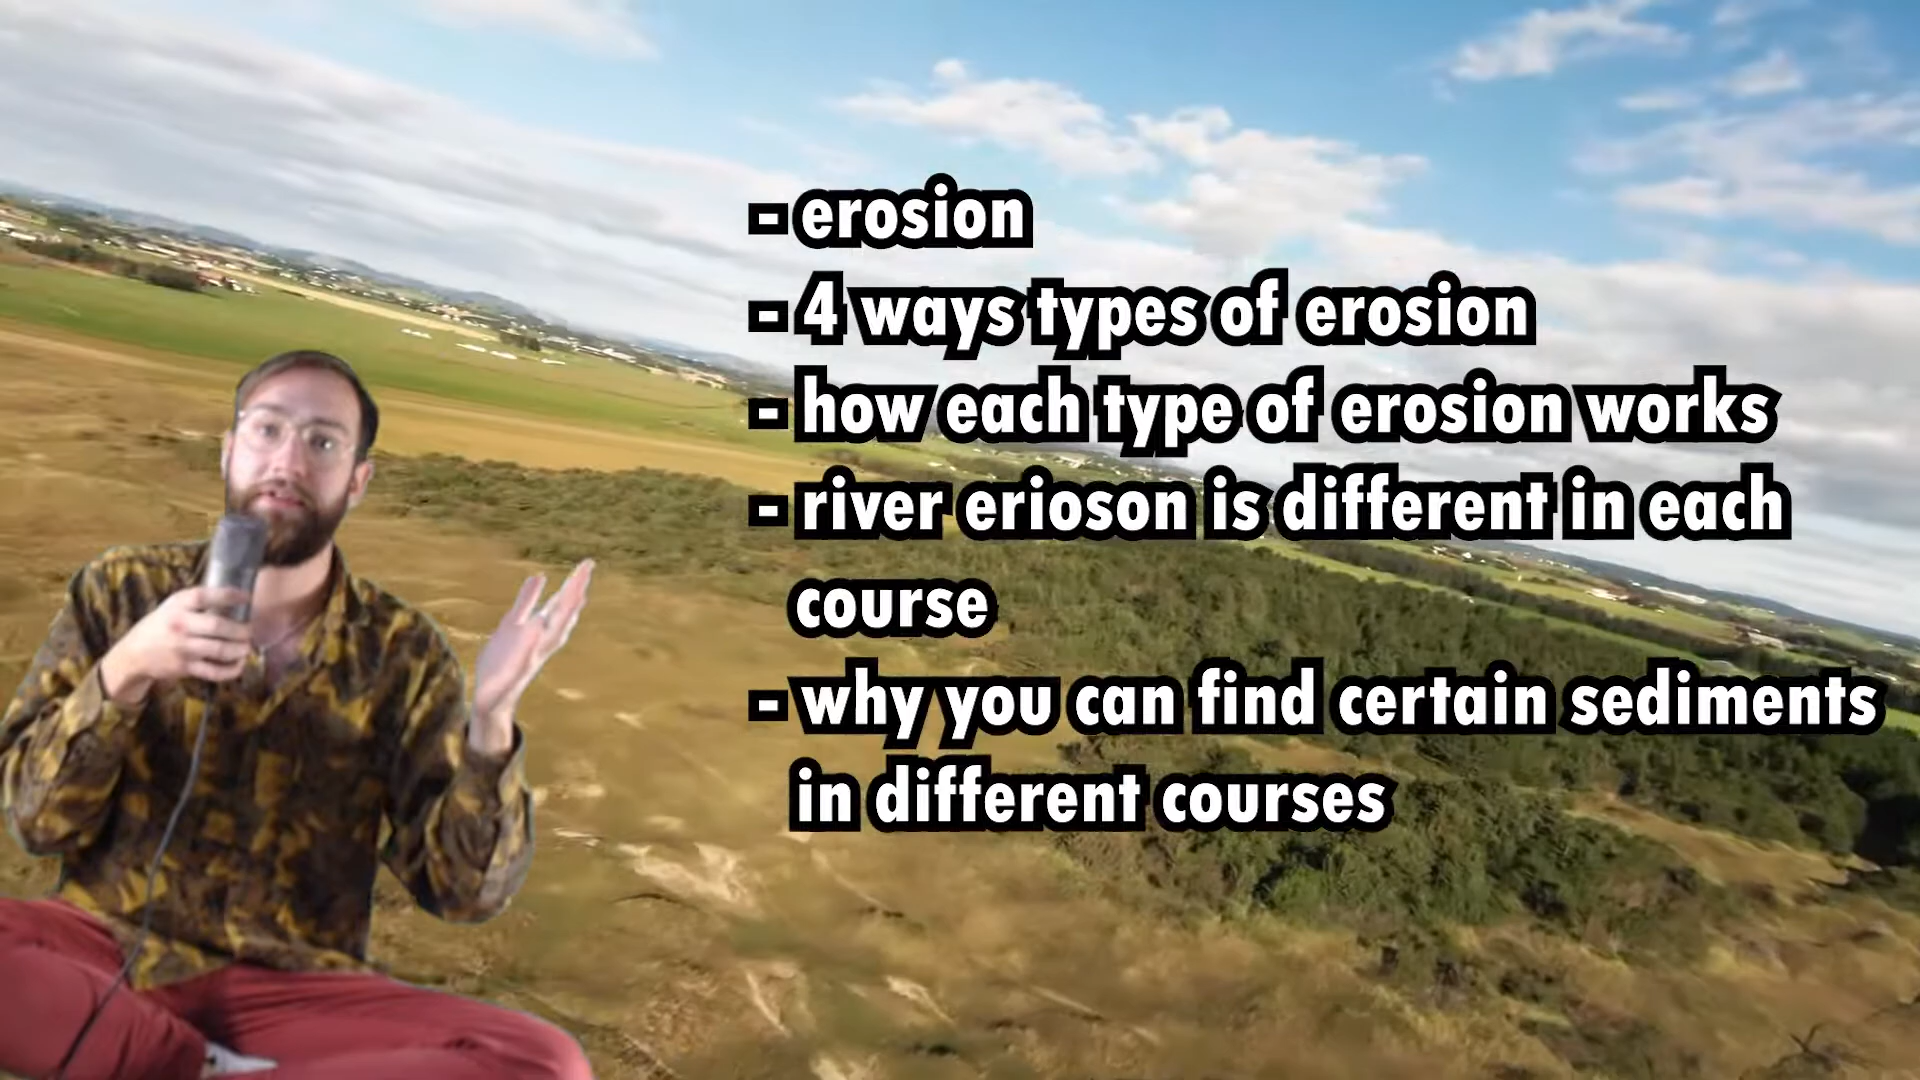 - erosion
- 4 ways types of erosion
- how each type of erosion works
- river erioson is different in each
course
- why you can find certain sediments
in different courses